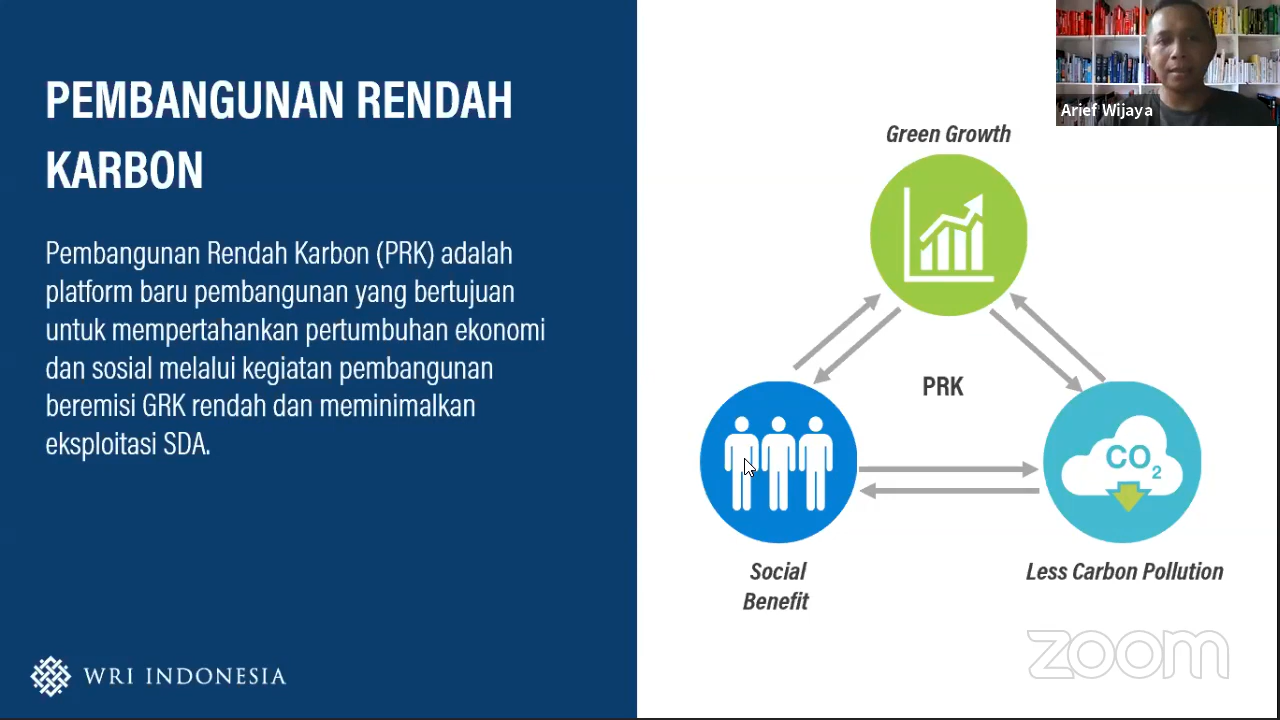 PEMBANGUNAN RENDAH
KARBON
Pembangunan Rendah Karbon (PRK) adalah
platform baru pembangunan yang bertujuan
untuk mempertahankan pertumbuhan ekonomi
dan sosial melalui kegiatan pembangunan
beremisi GRK rendah dan meminimalkan
eksploitasi SDA.
WRI INDONESIA
Arief Wijaya
Green Growth
PRK
CO2
Social
Benefit
Less Carbon Pollution
zoom